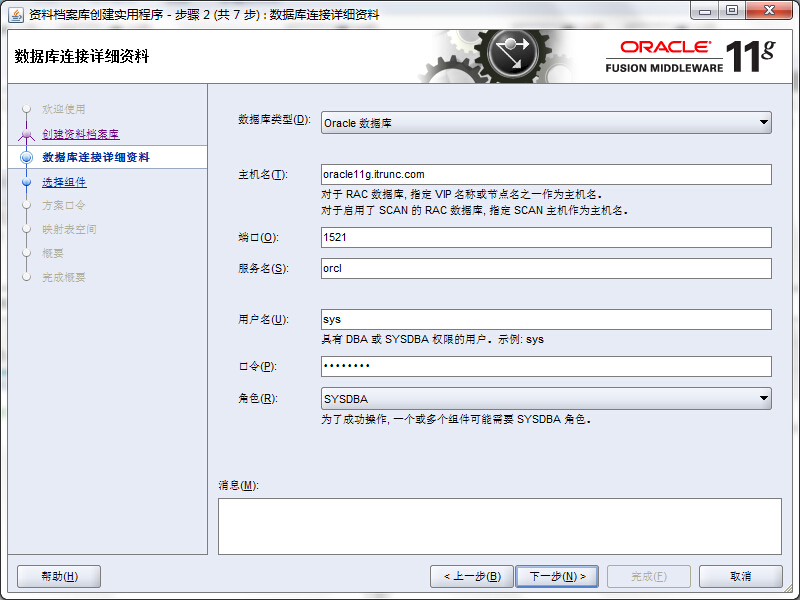 资料档案库创建实用程序 - 步骤 2 (共 7 步) : 数据库连接详细资料
数据库连接详细资料
ORACLE®
FUSION MIDDLEWARE
11g
欢迎使用
创建资料档案库
数据库连接详细资料
选择组件
方案口令
映射表空间
概要
完成概要
数据库类型(D):
Oracle 数据库
主机名(T):
oracle11g.itrunc.com
对于 RAC 数据库, 指定 VIP 名称或节点名之一作为主机名。
对于启用了 SCAN 的 RAC 数据库, 指定 SCAN 主机作为主机名。
端口(O):
1521
服务名(S):
orcl
用户名(U):
sys
具有 DBA 或 SYSDBA 权限的用户。示例: sys
口令(P):
••••••••
角色(R):
SYSDBA
为了成功操作, 一个或多个组件可能需要 SYSDBA 角色。
消息(M):
帮助(H)
< 上一步(B)
下一步(N) >
完成(F)
取消